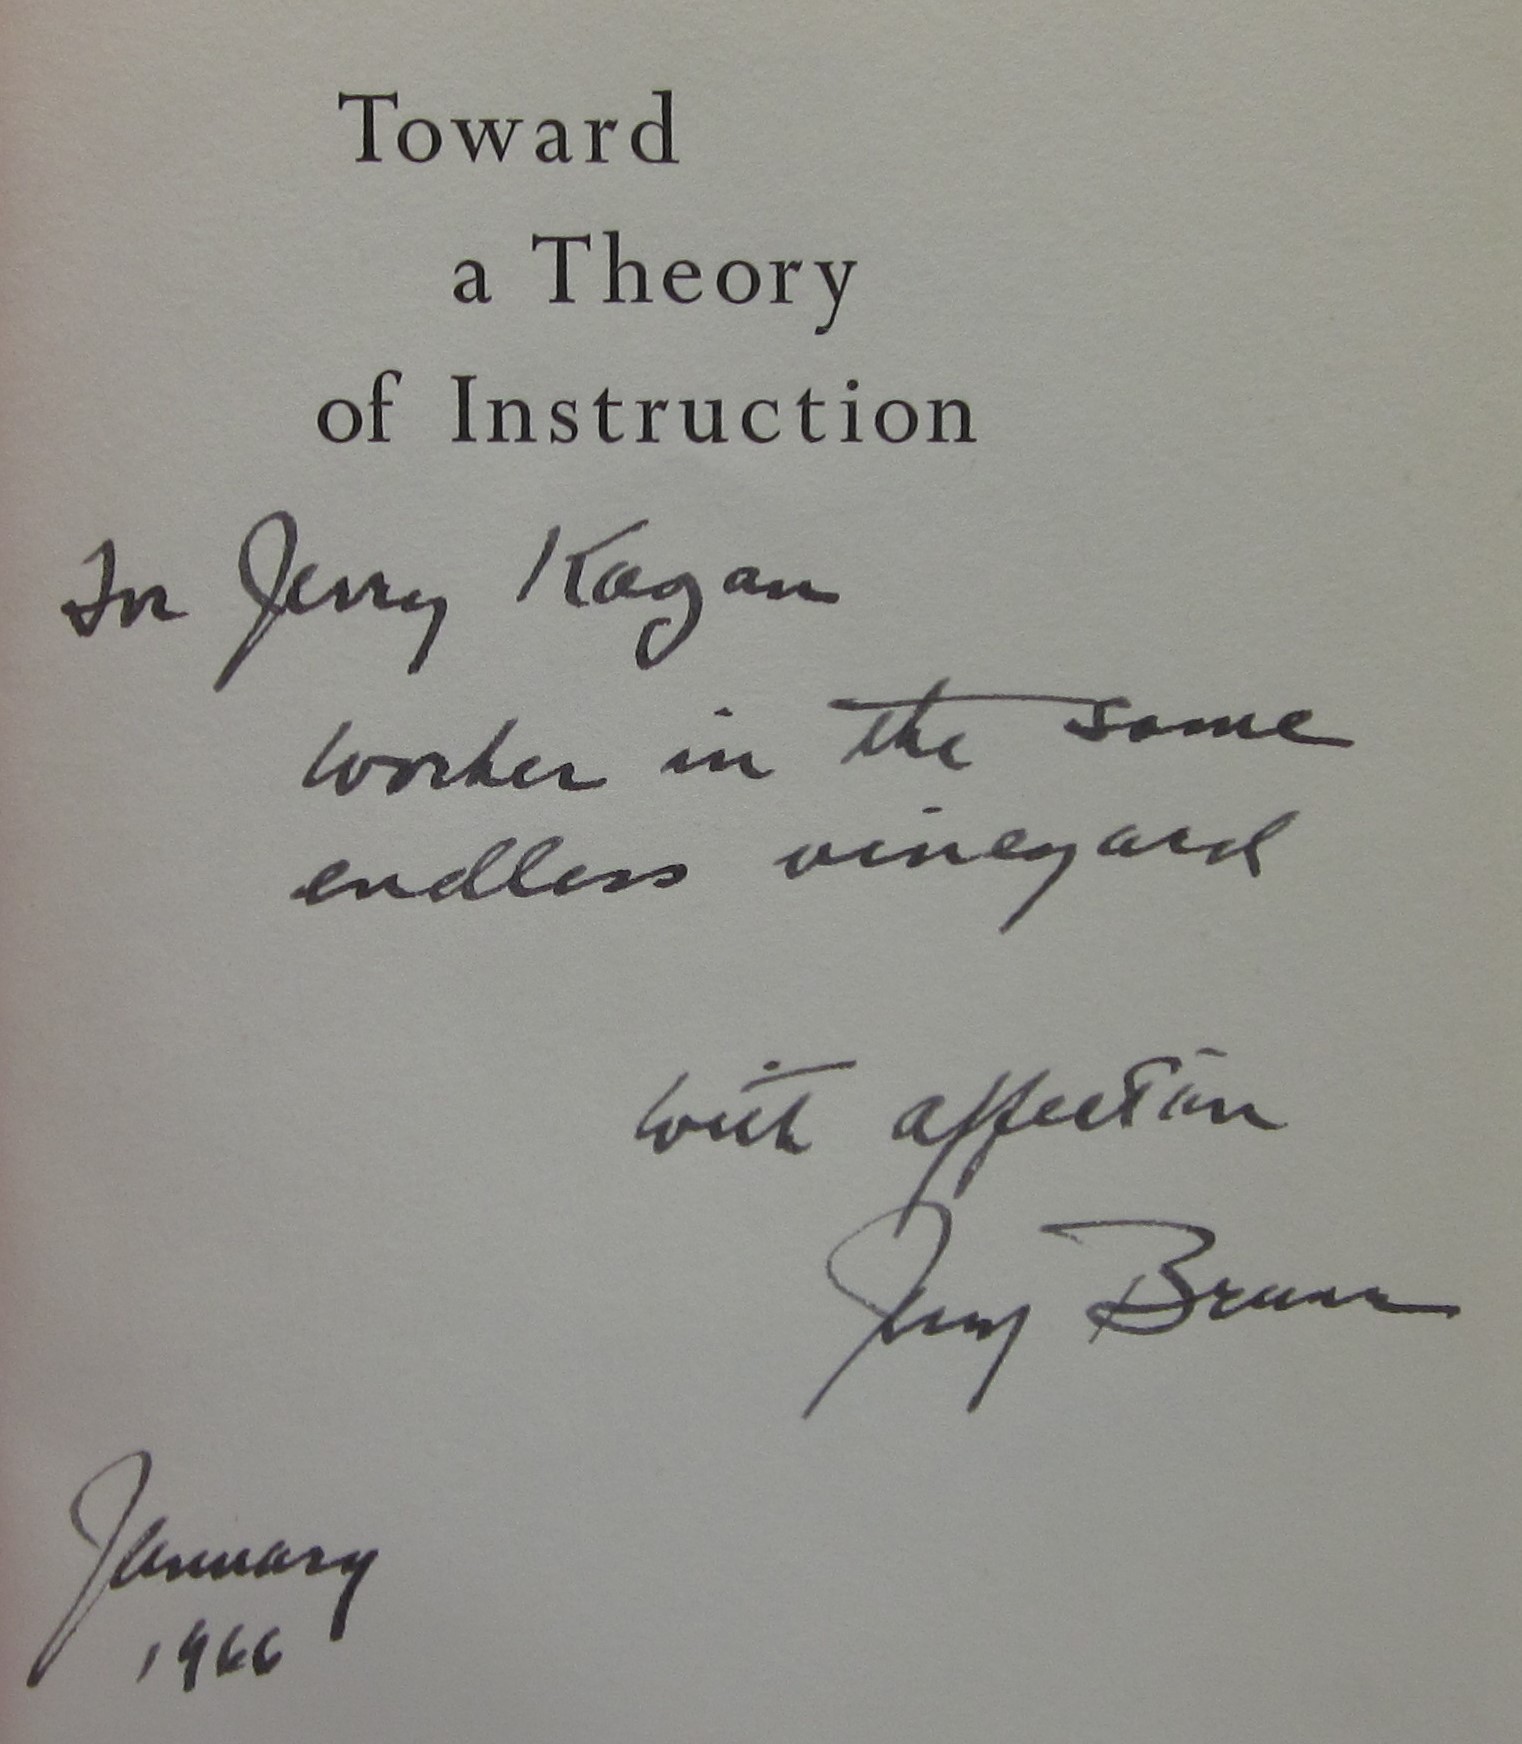 Toward
a Theory
of Instruction
For Jerry Kagan
worker in the same
endless vineyard
with affection
Jerry Bruner
January
1966